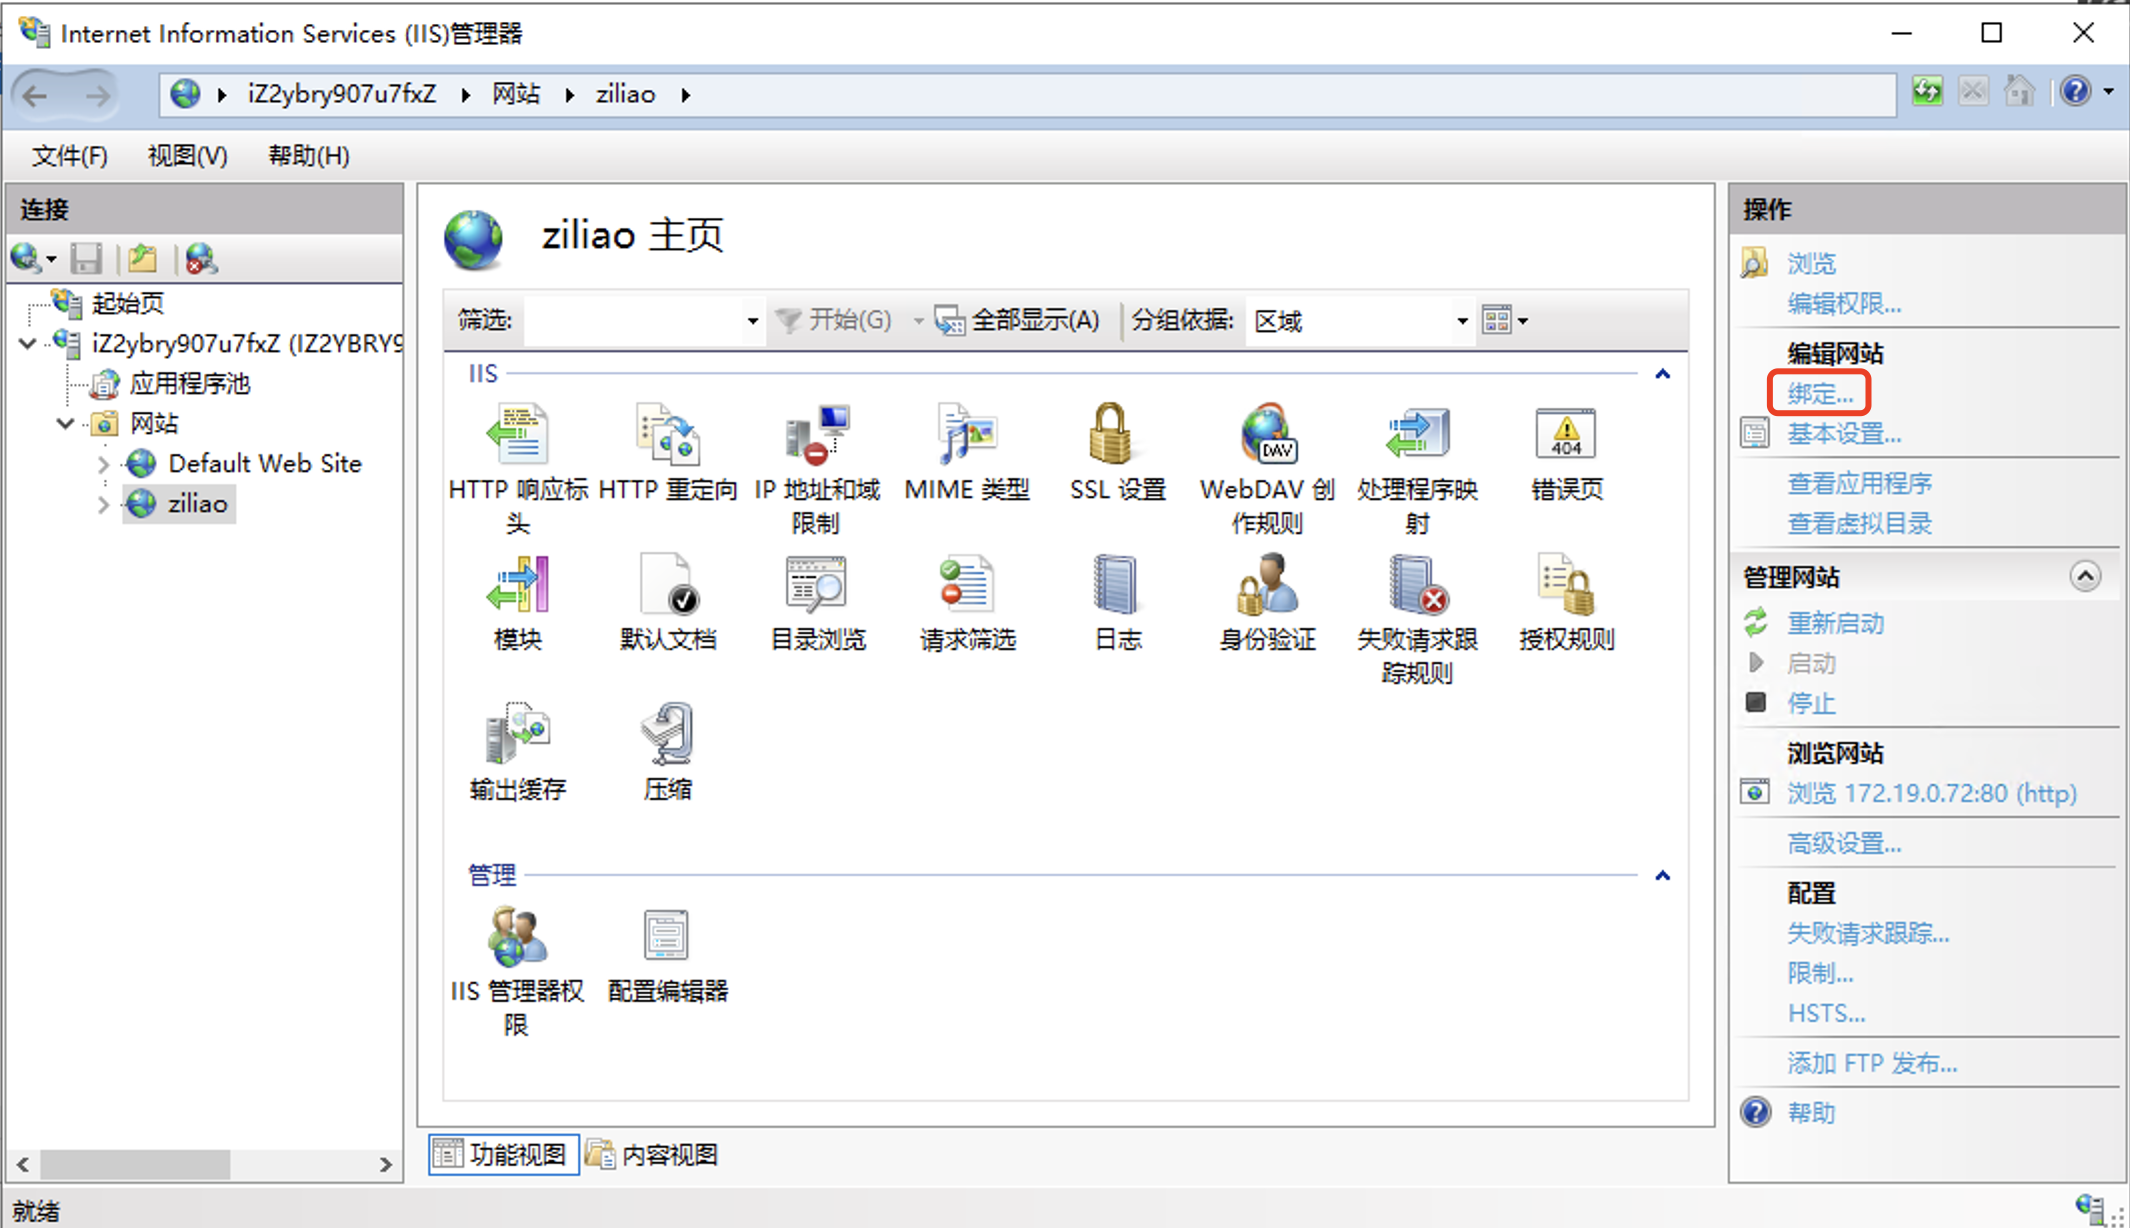 Internet Information Services (IIS)管理器
iZ2ybry907u7fxZ 网站 ziliao
文件(F) 视图(V) 帮助(H)
连接
起始页
iZ2ybry907u7fxZ (IZ2YBRY9
应用程序池
网站
Default Web Site
ziliao
ziliao 主页
筛选: 开始(G) 全部显示(A) 分组依据: 区域
IIS
HTTP 响应标
头
HTTP 重定向
IP 地址和域
限制
MIME 类型
SSL 设置
WebDAV 创
作规则
DAV
处理程序映
射
错误页
404
模块
默认文档
目录浏览
请求筛选
日志
身份验证
失败请求跟
踪规则
授权规则
输出缓存
压缩
管理
IIS 管理器权
限
配置编辑器
功能视图 内容视图
操作
浏览
编辑权限...
编辑网站
绑定...
基本设置...
查看应用程序
查看虚拟目录
管理网站
重新启动
启动
停止
浏览网站
浏览 172.19.0.72:80 (http)
高级设置...
配置
失败请求跟踪...
限制...
HSTS...
添加 FTP 发布...
帮助
就绪